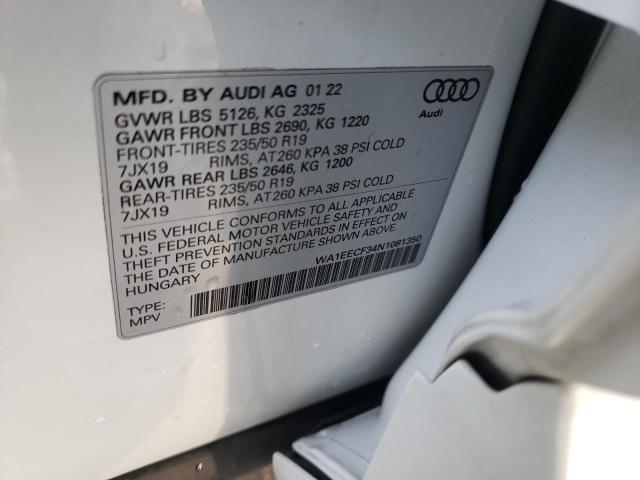 MFD. BY AUDI AG 01 22
GVWR LBS 5126, KG 2325
GAWR FRONT LBS 2690, KG 1220
FRONT-TIRES 235/50 R19
7JX19 RIMS, AT260 KPA 38 PSI COLD
GAWR REAR LBS 2646, KG 1200
REAR-TIRES 235/50 R19
7JX19 RIMS, AT260 KPA 38 PSI COLD
THIS VEHICLE CONFORMS TO ALL APPLICABLE
U.S. FEDERAL MOTOR VEHICLE SAFETY AND
THEFT PREVENTION STANDARDS IN EFFECT ON
THE DATE OF MANUFACTURE SHOWN ABOVE.
HUNGARY
WA1EECF34N1081350
TYPE:
MPV
Audi